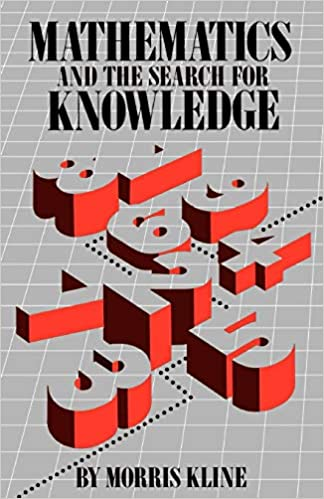 MATHEMATICS
AND THE SEARCH FOR
KNOWLEDGE
BY MORRIS KLINE